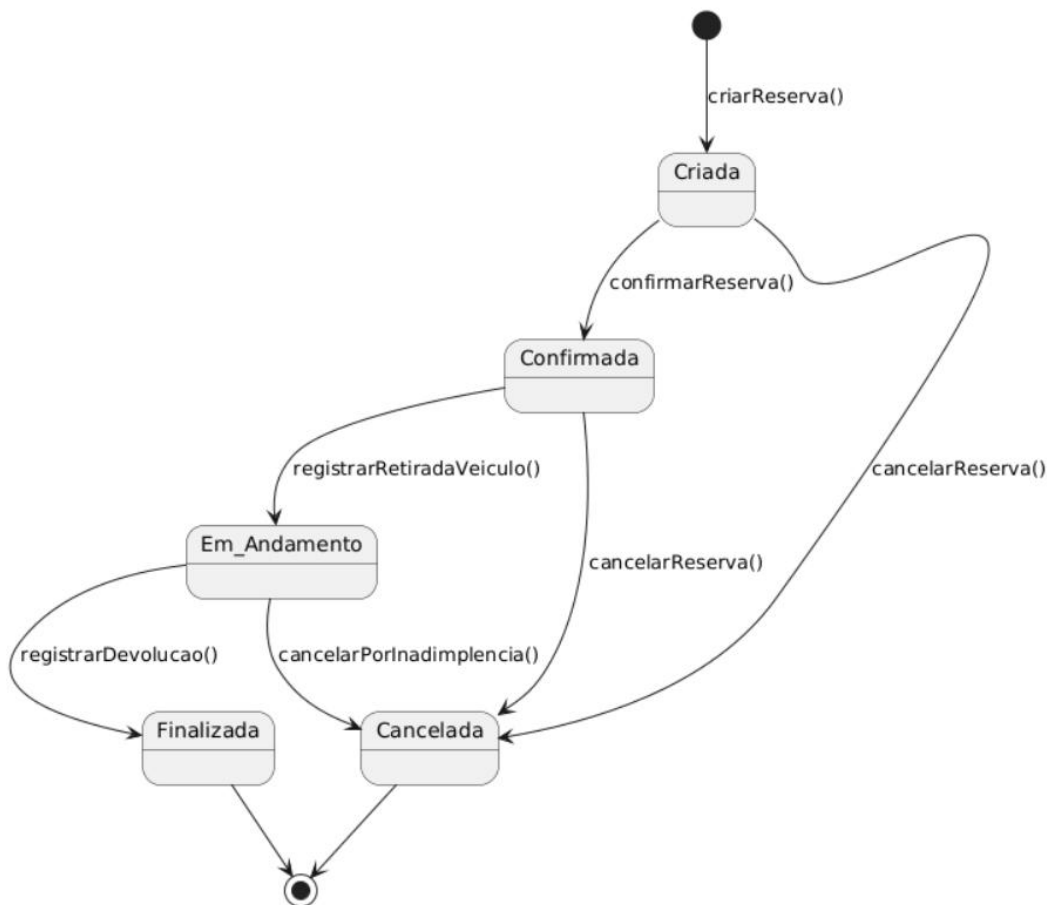 criarReserva()
Criada
confirmarReserva()
Confirmada
registrarRetiradaVeiculo()
cancelarReserva()
Em_Andamento
cancelarReserva()
registrarDevolucao()
cancelarPorInadimplencia()
Finalizada
Cancelada